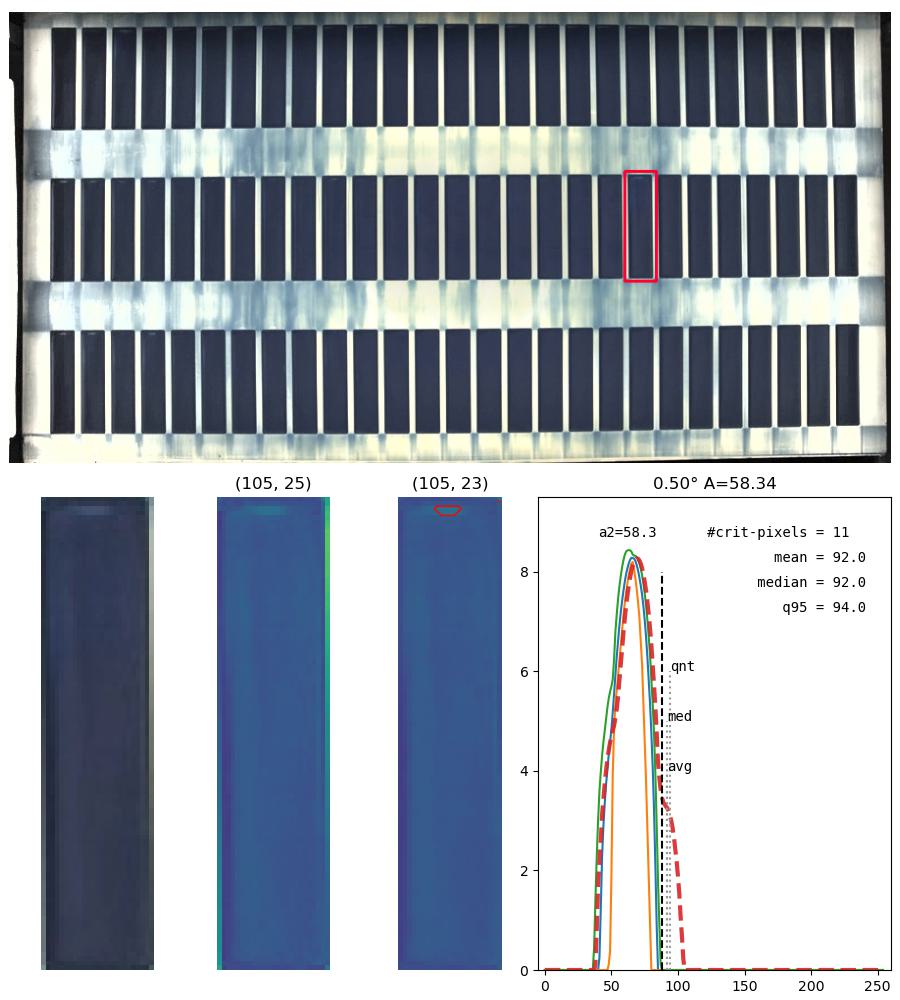 (105, 25)
(105, 23)
0.50° A=58.34
a2=58.3
#crit-pixels = 11
mean = 92.0
median = 92.0
q95 = 94.0
qnt
med
avg
8
6
4
2
0
0 50 100 150 200 250